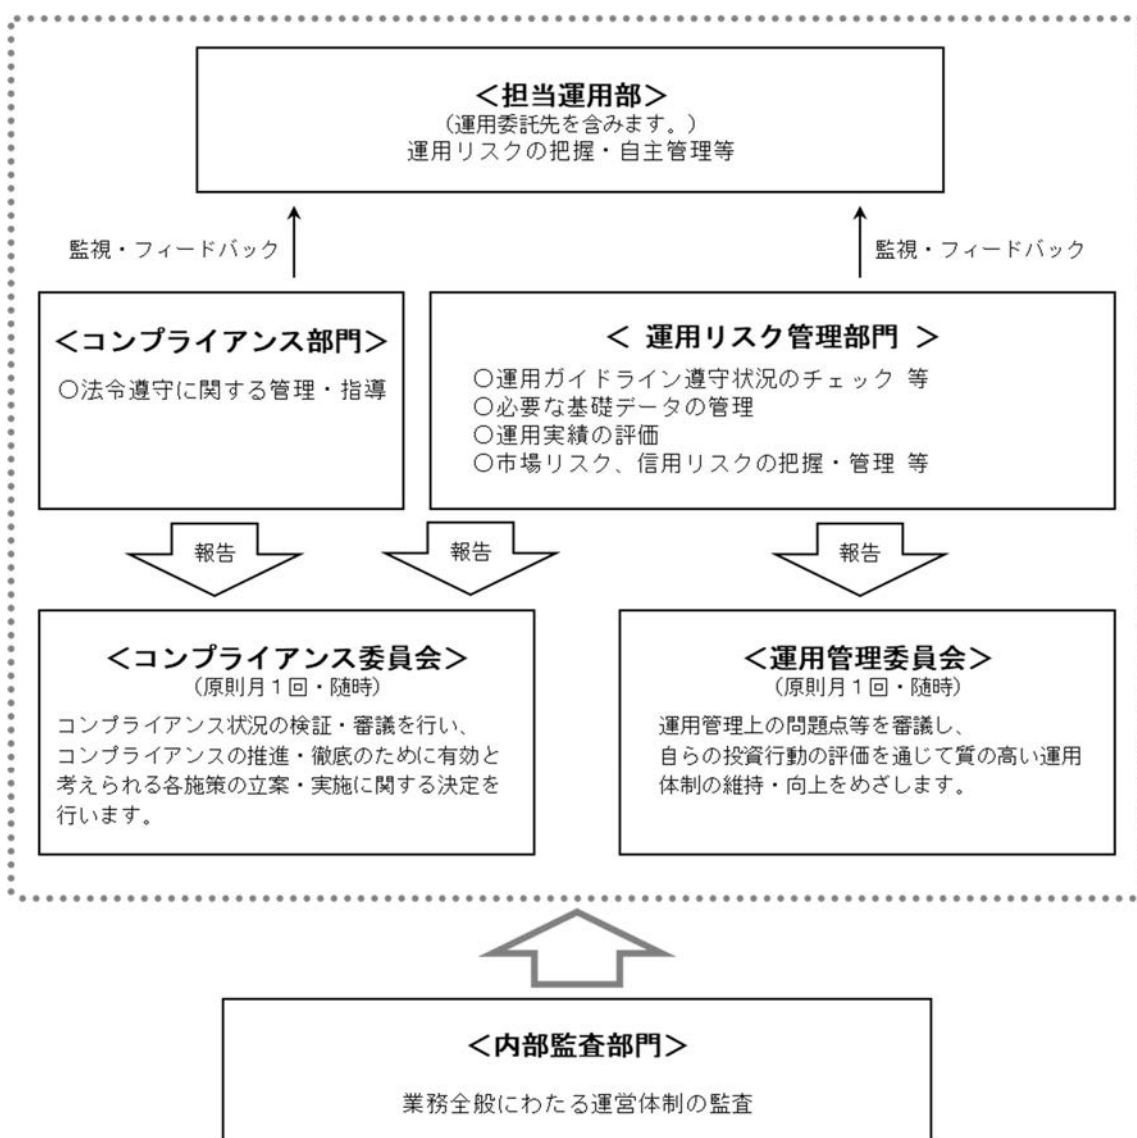 ＜担当運用部＞
（運用委託先を含みます。）
運用リスクの把握・自主管理等
監視・フィードバック
監視・フィードバック
＜コンプライアンス部門＞
○法令遵守に関する管理・指導
＜ 運用リスク管理部門 ＞
○運用ガイドライン遵守状況のチェック 等
○必要な基礎データの管理
○運用実績の評価
○市場リスク、信用リスクの把握・管理 等
報告
報告
報告
＜コンプライアンス委員会＞
（原則月１回・随時）
コンプライアンス状況の検証・審議を行い、
コンプライアンスの推進・徹底のために有効と
考えられる各施策の立案・実施に関する決定を
行います。
＜運用管理委員会＞
（原則月１回・随時）
運用管理上の問題点等を審議し、
自らの投資行動の評価を通じて質の高い運用
体制の維持・向上をめざします。
＜内部監査部門＞
業務全般にわたる運営体制の監査